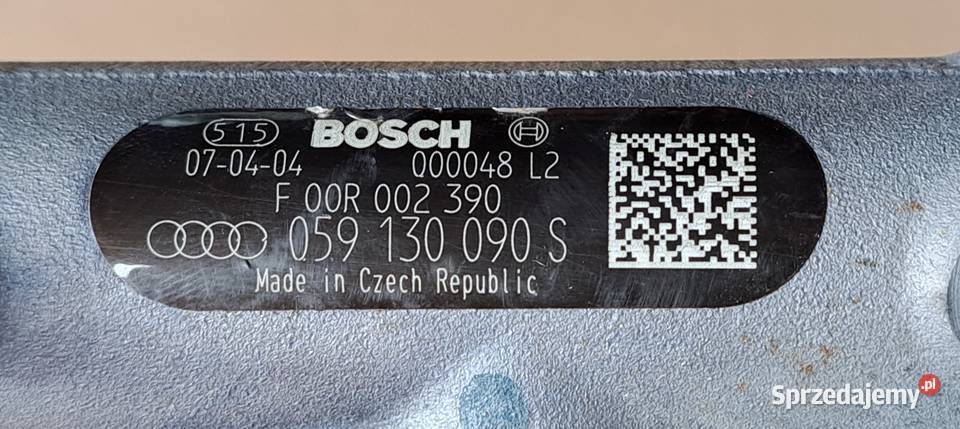 515 BOSCH
07-04-04 000048 L2
F 00R 002 390
059 130 090 S
Made in Czech Republic
Sprzedajemy.pl